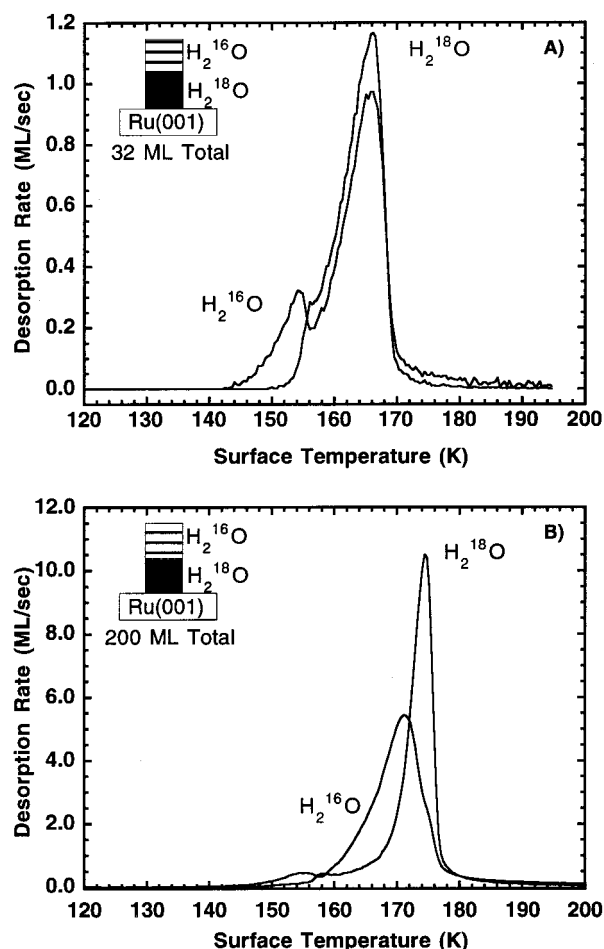 A)
H₂¹⁶O
H₂¹⁸O
Ru(001)
32 ML Total
H₂¹⁸O
H₂¹⁶O
Desorption Rate (ML/sec)
1.2
1.0
0.8
0.6
0.4
0.2
0.0
120 130 140 150 160 170 180 190 200
Surface Temperature (K)
B)
H₂¹⁶O
H₂¹⁸O
Ru(001)
200 ML Total
H₂¹⁸O
H₂¹⁶O
Desorption Rate (ML/sec)
12.0
10.0
8.0
6.0
4.0
2.0
0.0
120 130 140 150 160 170 180 190 200
Surface Temperature (K)